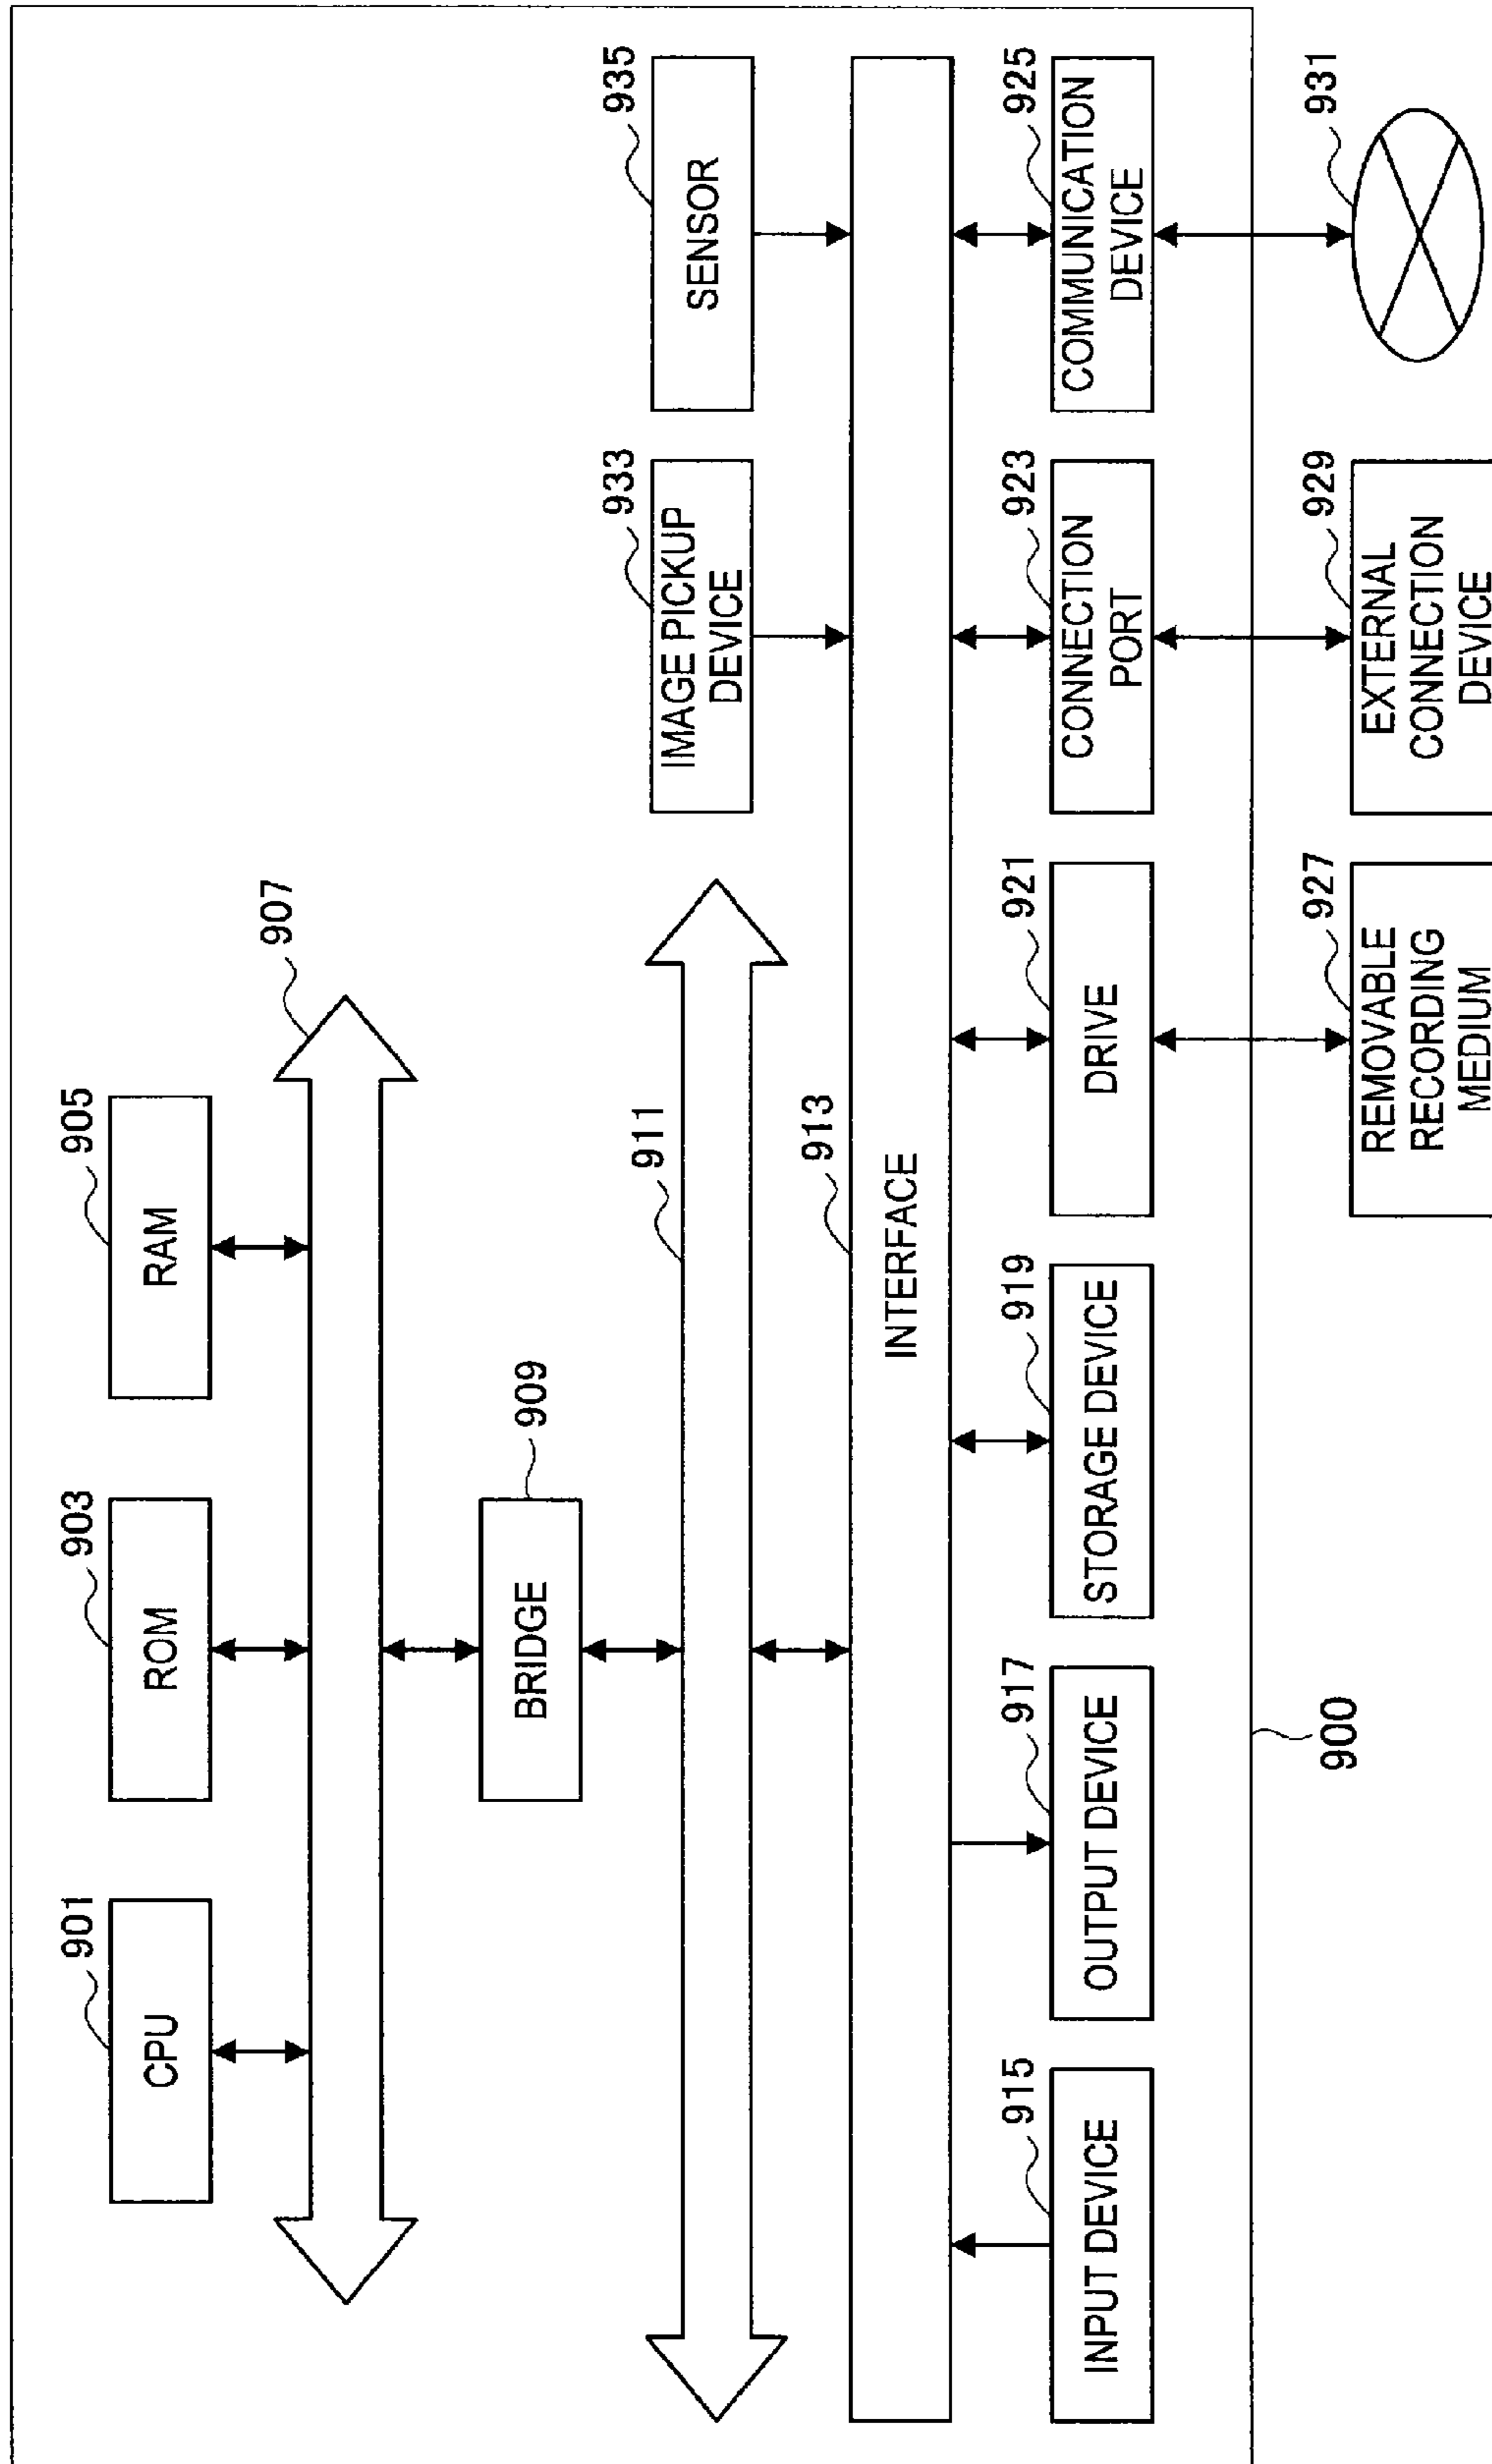 901
CPU
903
ROM
905
RAM
907
909
BRIDGE
911
933
IMAGE PICKUP
DEVICE
935
SENSOR
913
INTERFACE
915
INPUT DEVICE
917
OUTPUT DEVICE
919
STORAGE DEVICE
921
DRIVE
923
CONNECTION
PORT
925
COMMUNICATION
DEVICE
900
927
REMOVABLE
RECORDING
MEDIUM
929
EXTERNAL
CONNECTION
DEVICE
931